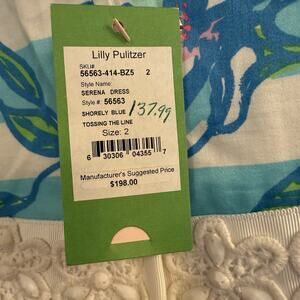 Lilly Pulitzer
SKU#
56563-414-BZ5 2
Style Name:
SERENA DRESS
Style #: 56563
SHORELY BLUE 137.99
TOSSING THE LINE
Size: 2
6 30306 04355 7
Manufacturer's Suggested Price
$198.00